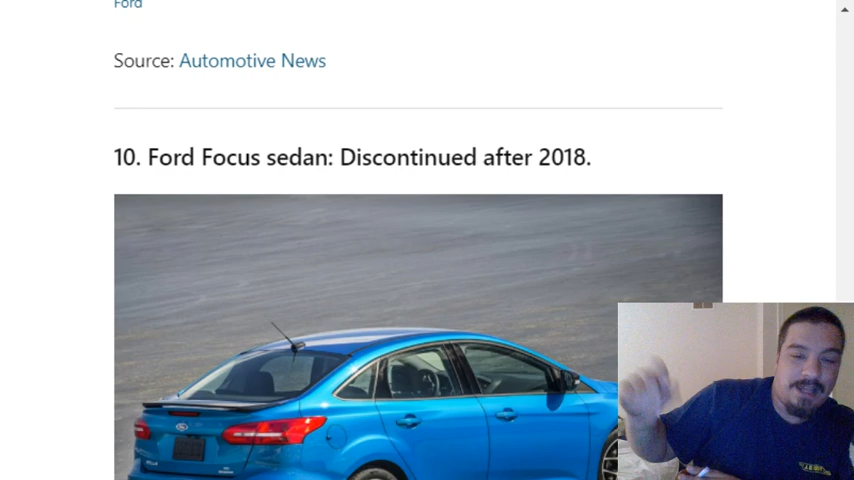 Ford
Source: Automotive News
10. Ford Focus sedan: Discontinued after 2018.